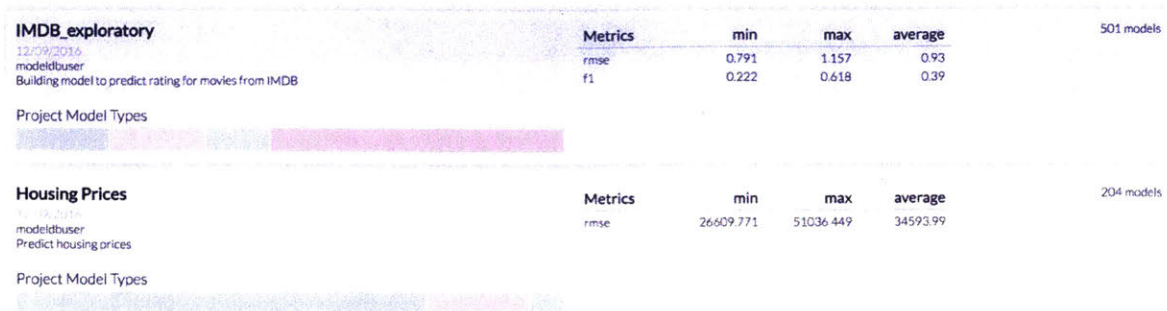 IMDB_exploratory
12/09/2016
modeldbuser
Building model to predict rating for movies from IMDB
Project Model Types
Metrics min max average
rmse 0.791 1.157 0.93
f1 0.222 0.618 0.39
501 models
Housing Prices
12/09/2016
modeldbuser
Predict housing prices
Project Model Types
Metrics min max average
rmse 26609.771 51036.449 34593.99
204 models